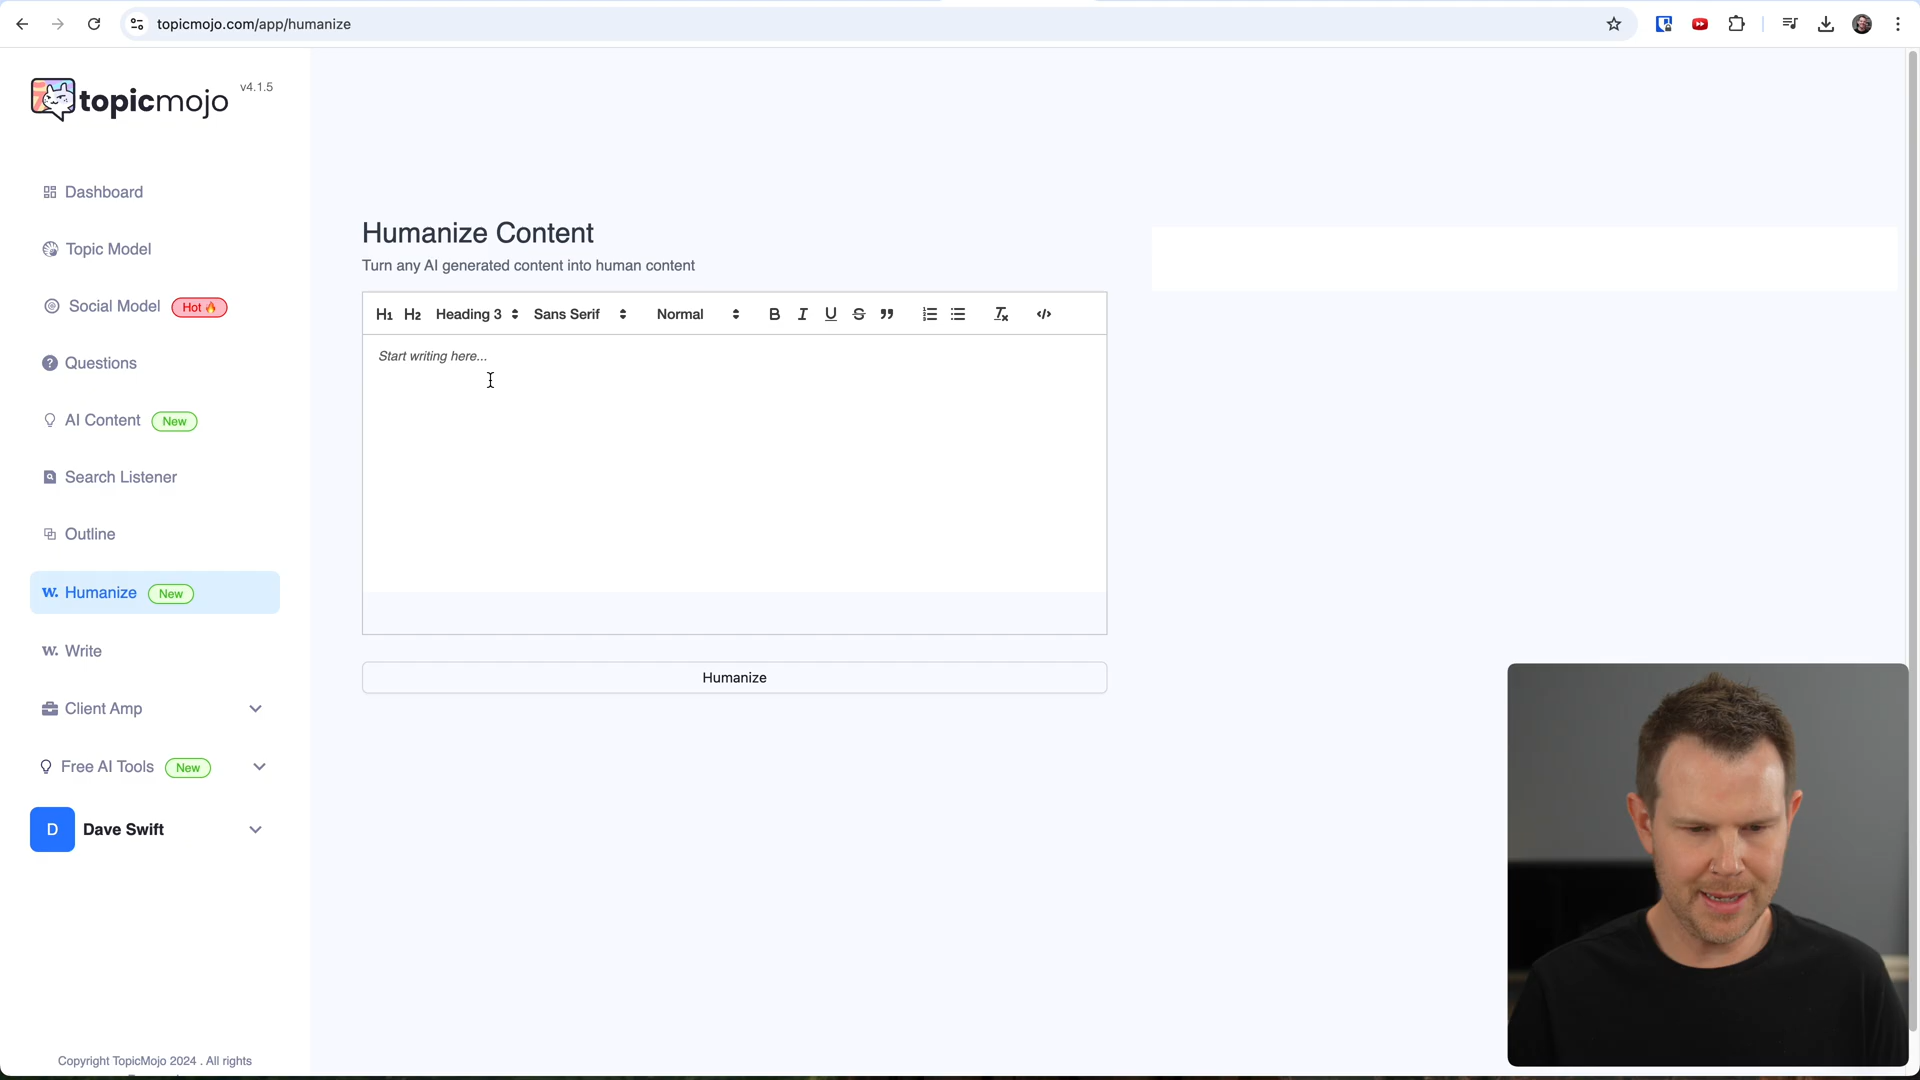 topicmojo.com/app/humanize
topicmojo v4.1.5
Dashboard
Topic Model
Social Model Hot
Questions
AI Content New
Search Listener
Outline
W. Humanize New
W. Write
Client Amp
Free AI Tools New
D Dave Swift
Copyright TopicMojo 2024 . All rights
Humanize Content
Turn any AI generated content into human content
H1 H2 Heading 3 Sans Serif Normal B I U S
Start writing here...
Humanize